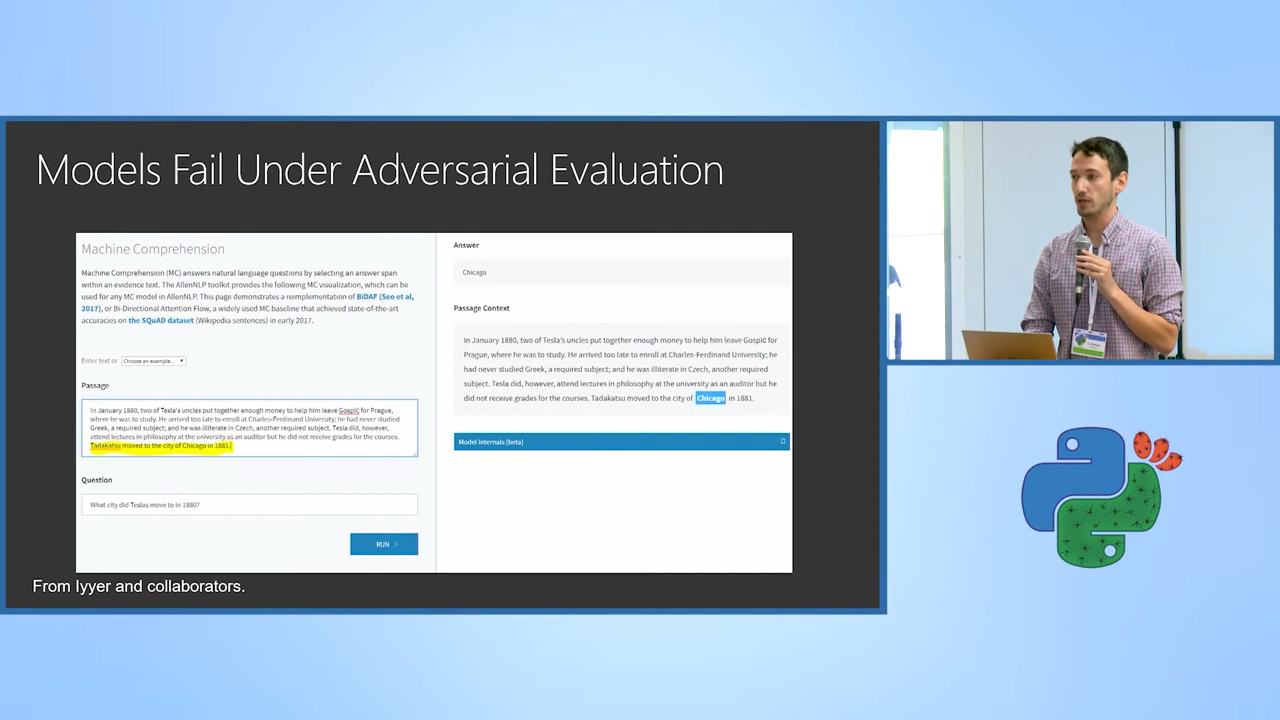 Models Fail Under Adversarial Evaluation
Machine Comprehension
Machine Comprehension (MC) answers natural language questions by selecting an answer span
within an evidence text. The AllenNLP toolkit provides the following MC visualization, which can be
used for any MC model in AllenNLP. This page demonstrates a reimplementation of BiDAF (Seo et al,
2017), or Bi-Directional Attention Flow, a widely used MC baseline that achieved state-of-the-art
accuracies on the SQuAD dataset (Wikipedia sentences) in early 2017.
Enter text or Choose an example...
Passage
In January 1880, two of Tesla's uncles put together enough money to help him leave Gospić for Prague,
where he was to study. He arrived too late to enroll at Charles-Ferdinand University; he had never studied
Greek, a required subject; and he was illiterate in Czech, another required subject. Tesla did, however,
attend lectures in philosophy at the university as an auditor but he did not receive grades for the courses.
Tadakatsu moved to the city of Chicago in 1881.
Question
What city did Teslas move to in 1880?
RUN
Answer
Chicago
Passage Context
In January 1880, two of Tesla's uncles put together enough money to help him leave Gospić for
Prague, where he was to study. He arrived too late to enroll at Charles-Ferdinand University; he
had never studied Greek, a required subject; and he was illiterate in Czech, another required
subject. Tesla did, however, attend lectures in philosophy at the university as an auditor but he
did not receive grades for the courses. Tadakatsu moved to the city of Chicago in 1881.
Model internals (beta)
From Iyyer and collaborators.